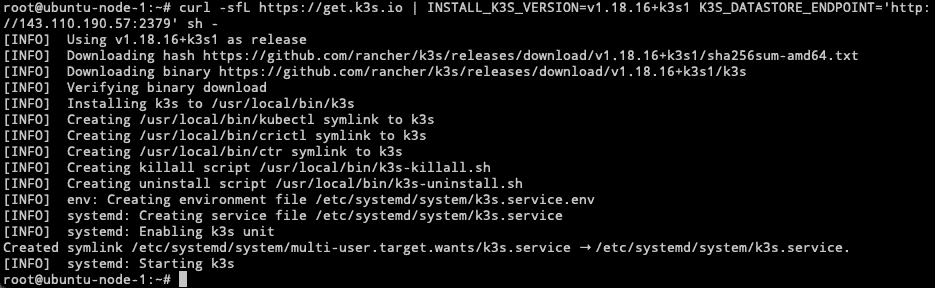 root@ubuntu-node-1:~# curl -sfL https://get.k3s.io | INSTALL_K3S_VERSION=v1.18.16+k3s1 K3S_DATASTORE_ENDPOINT='http:
//143.110.190.57:2379' sh -
[INFO]  Using v1.18.16+k3s1 as release
[INFO]  Downloading hash https://github.com/rancher/k3s/releases/download/v1.18.16+k3s1/sha256sum-amd64.txt
[INFO]  Downloading binary https://github.com/rancher/k3s/releases/download/v1.18.16+k3s1/k3s
[INFO]  Verifying binary download
[INFO]  Installing k3s to /usr/local/bin/k3s
[INFO]  Creating /usr/local/bin/kubectl symlink to k3s
[INFO]  Creating /usr/local/bin/crictl symlink to k3s
[INFO]  Creating /usr/local/bin/ctr symlink to k3s
[INFO]  Creating killall script /usr/local/bin/k3s-killall.sh
[INFO]  Creating uninstall script /usr/local/bin/k3s-uninstall.sh
[INFO]  env: Creating environment file /etc/systemd/system/k3s.service.env
[INFO]  systemd: Creating service file /etc/systemd/system/k3s.service
[INFO]  systemd: Enabling k3s unit
Created symlink /etc/systemd/system/multi-user.target.wants/k3s.service → /etc/systemd/system/k3s.service.
[INFO]  systemd: Starting k3s
root@ubuntu-node-1:~#